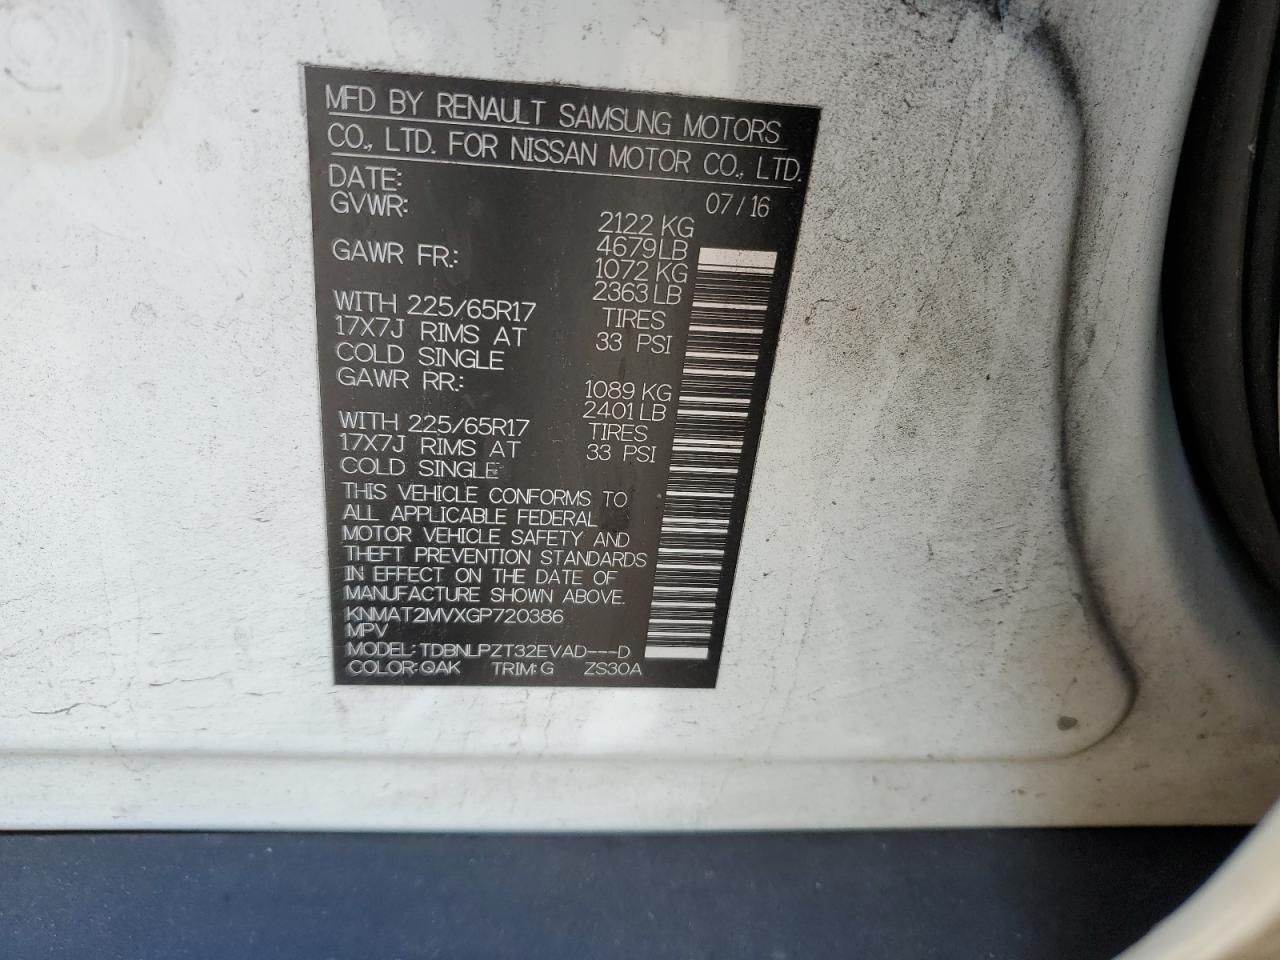 MFD BY RENAULT SAMSUNG MOTORS
CO., LTD. FOR NISSAN MOTOR CO., LTD.
DATE: 07/16
GVWR: 2122 KG
4679 LB
GAWR FR.: 1072 KG
2363 LB
WITH 225/65R17 TIRES
17X7J RIMS AT 33 PSI
COLD SINGLE
GAWR RR.: 1089 KG
2401 LB
WITH 225/65R17 TIRES
17X7J RIMS AT 33 PSI
COLD SINGLE
THIS VEHICLE CONFORMS TO
ALL APPLICABLE FEDERAL
MOTOR VEHICLE SAFETY AND
THEFT PREVENTION STANDARDS
IN EFFECT ON THE DATE OF
MANUFACTURE SHOWN ABOVE.
KNMAT2MVXGP720386
MPV
MODEL: TDBNLPZT32EVAD---D
COLOR: QAK TRIM: G ZS30A